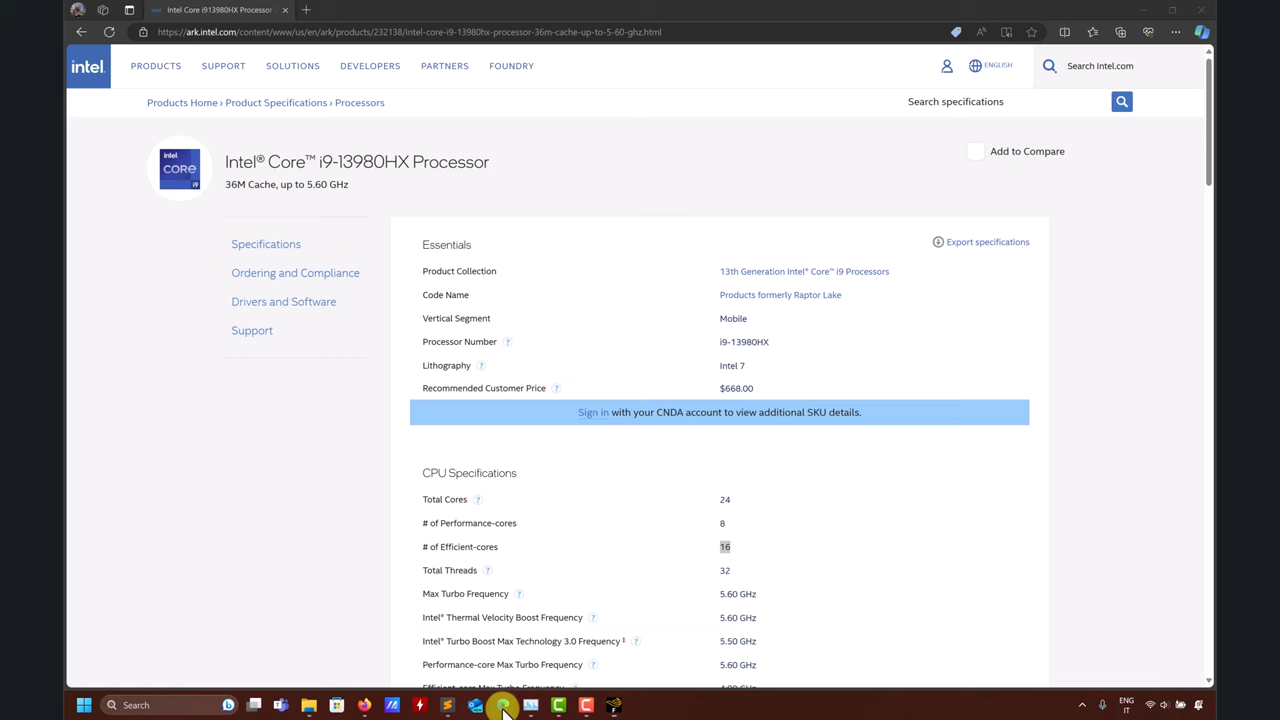 Intel Core i913980HX Processor
https://ark.intel.com/content/www/us/en/ark/products/232138/intel-core-i9-13980hx-processor-36m-cache-up-to-5-60-ghz.html
intel.
PRODUCTS SUPPORT SOLUTIONS DEVELOPERS PARTNERS FOUNDRY ENGLISH Search Intel.com
Products Home › Product Specifications › Processors Search specifications
intel CORE i9
Intel® Core™ i9-13980HX Processor
Add to Compare
36M Cache, up to 5.60 GHz
Specifications
Ordering and Compliance
Drivers and Software
Support
Essentials Export specifications
Product Collection 13th Generation Intel® Core™ i9 Processors
Code Name Products formerly Raptor Lake
Vertical Segment Mobile
Processor Number ? i9-13980HX
Lithography ? Intel 7
Recommended Customer Price ? $668.00
Sign in with your CNDA account to view additional SKU details.
CPU Specifications
Total Cores ? 24
# of Performance-cores 8
# of Efficient-cores 16
Total Threads ? 32
Max Turbo Frequency ? 5.60 GHz
Intel® Thermal Velocity Boost Frequency ? 5.60 GHz
Intel® Turbo Boost Max Technology 3.0 Frequency ‡ ? 5.50 GHz
Performance-core Max Turbo Frequency ? 5.60 GHz
Search
ENG
IT